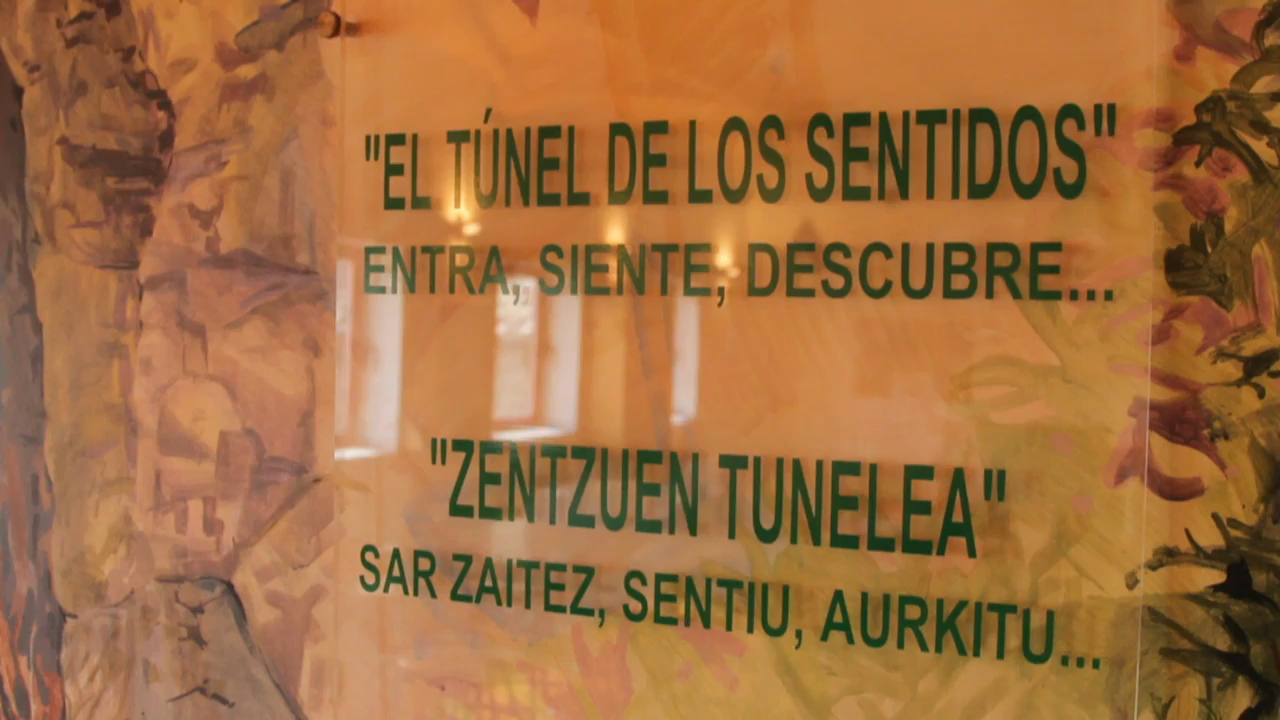 "EL TÚNEL DE LOS SENTIDOS"
ENTRA, SIENTE, DESCUBRE...
"ZENTZUEN TUNELEA"
SAR ZAITEZ, SENTIU, AURKITU...